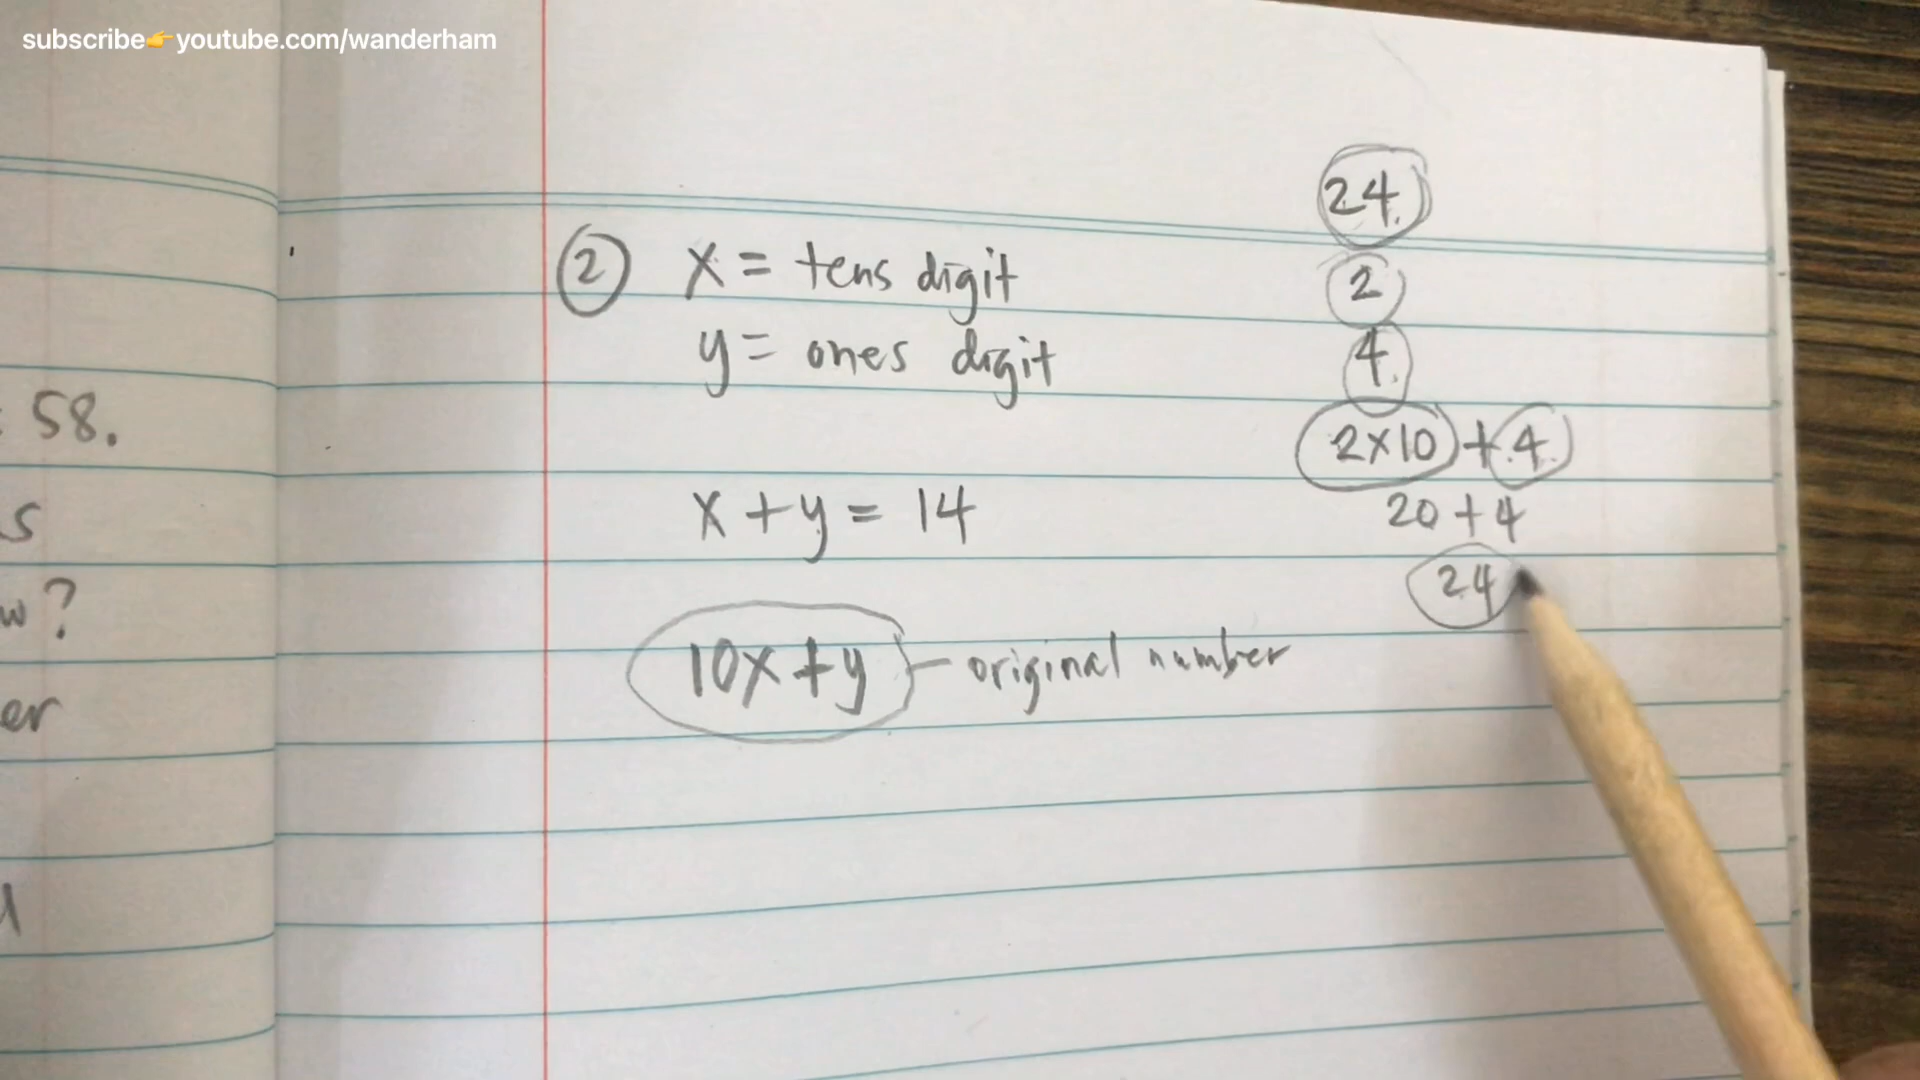 subscribe👉youtube.com/wanderham
58.
?
er
② x = tens digit
y = ones digit
x + y = 14
10x + y - original number
24
2
4
2x10 + 4
20 + 4
24